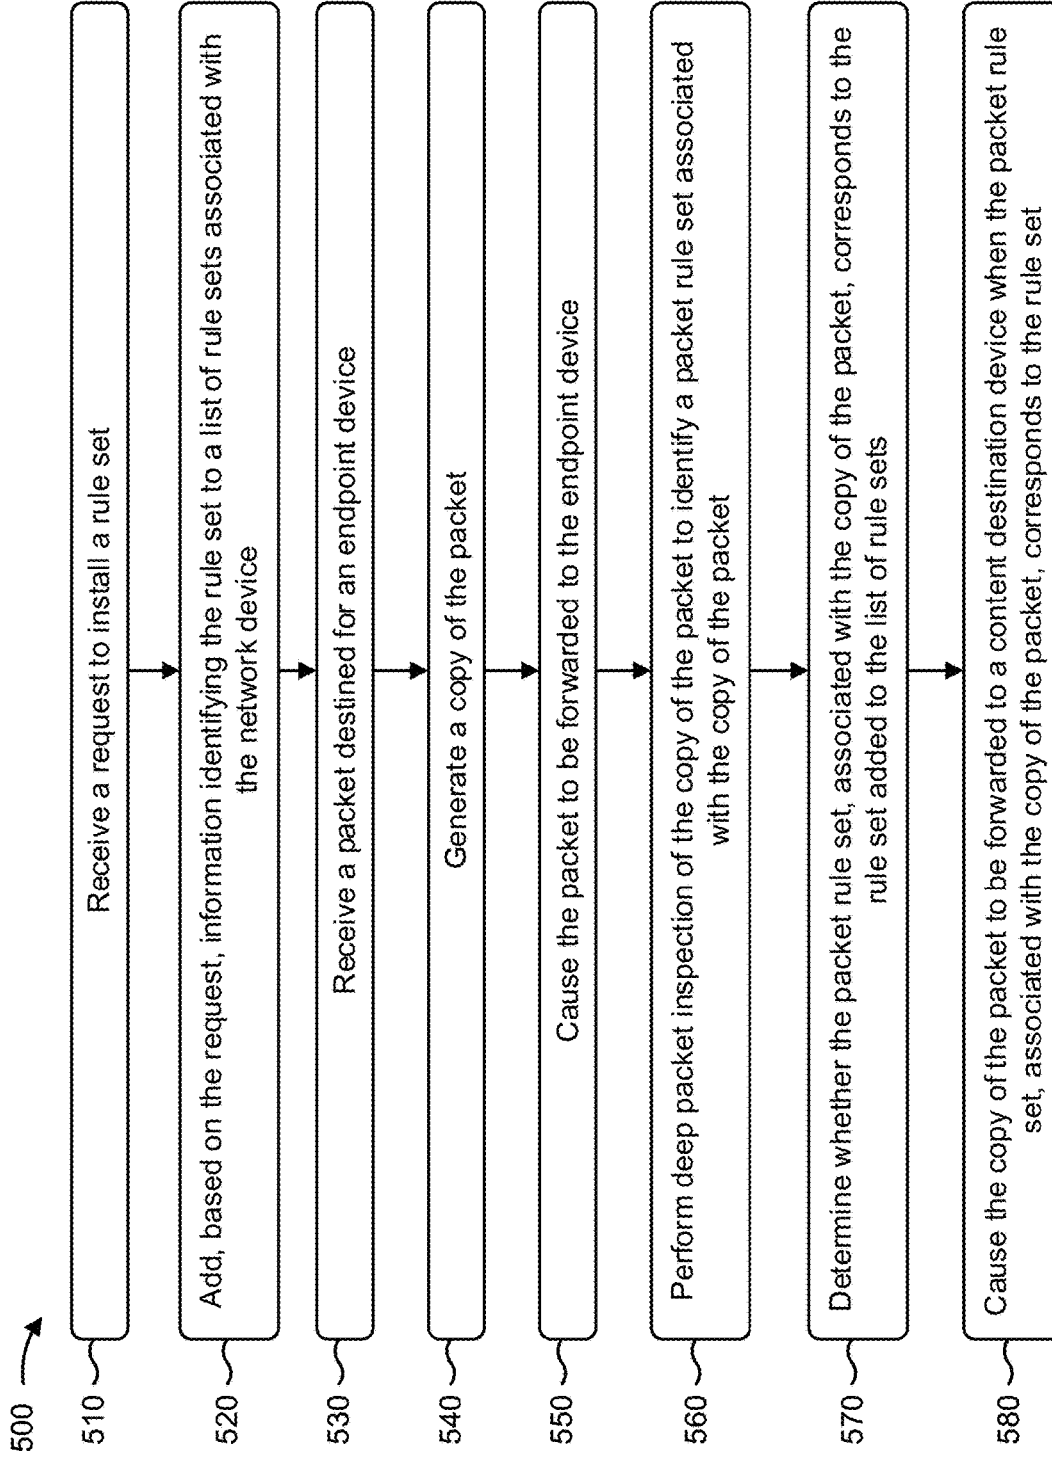 500
510
Receive a request to install a rule set
520
Add, based on the request, information identifying the rule set to a list of rule sets associated with
the network device
530
Receive a packet destined for an endpoint device
540
Generate a copy of the packet
550
Cause the packet to be forwarded to the endpoint device
560
Perform deep packet inspection of the copy of the packet to identify a packet rule set associated
with the copy of the packet
570
Determine whether the packet rule set, associated with the copy of the packet, corresponds to the
rule set added to the list of rule sets
580
Cause the copy of the packet to be forwarded to a content destination device when the packet rule
set, associated with the copy of the packet, corresponds to the rule set